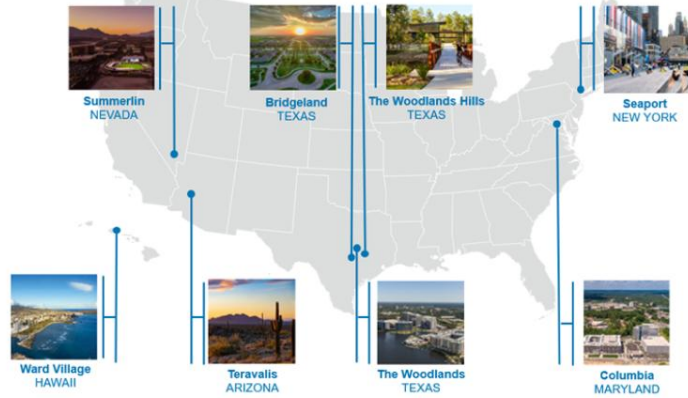 Summerlin
NEVADA
Bridgeland
TEXAS
The Woodlands Hills
TEXAS
Seaport
NEW YORK
Ward Village
HAWAII
Teravalis
ARIZONA
The Woodlands
TEXAS
Columbia
MARYLAND